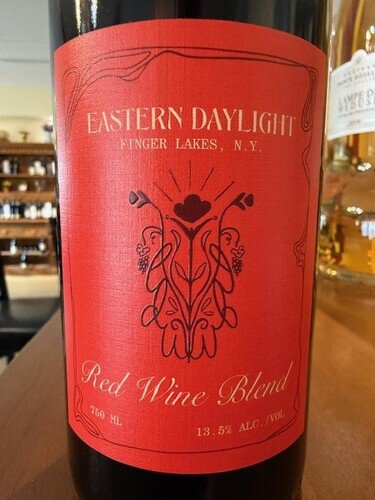 EASTERN DAYLIGHT
FINGER LAKES, N.Y.
Red Wine Blend
750 ML
13.5% ALC./VOL